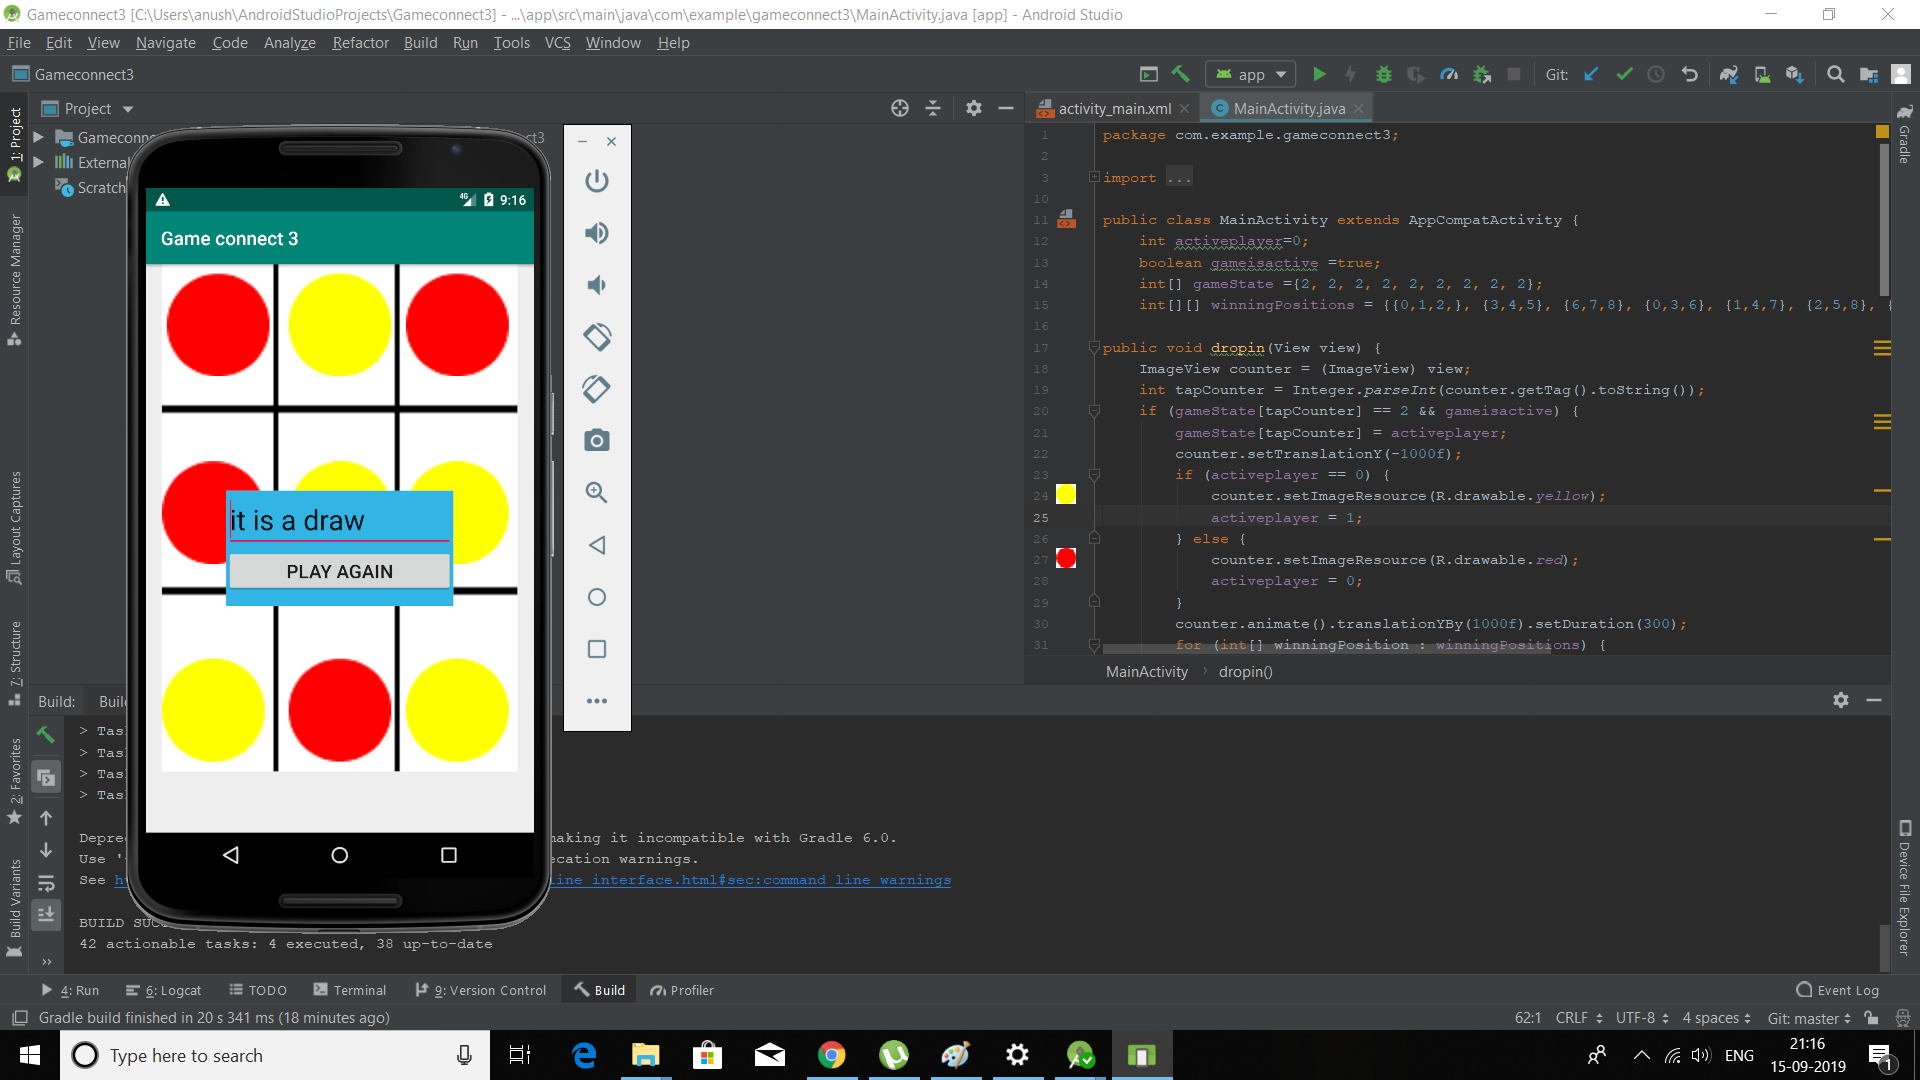 Gameconnect3 [C:\Users\anush\AndroidStudioProjects\Gameconnect3] - ...\app\src\main\java\com\example\gameconnect3\MainActivity.java [app] - Android Studio
File Edit View Navigate Code Analyze Refactor Build Run Tools VCS Window Help
Gameconnect3
app
Git:
Project
activity_main.xml
MainActivity.java
Gameconne
ct3
External
Scratch
1: Project
Resource Manager
Layout Captures
7: Structure
2: Favorites
Build Variants
Gradle
Device File Explorer
4G 9:16
Game connect 3
it is a draw
PLAY AGAIN
1 package com.example.gameconnect3;
2
3 import ...
10
11 public class MainActivity extends AppCompatActivity {
12 int activeplayer=0;
13 boolean gameisactive =true;
14 int[] gameState ={2, 2, 2, 2, 2, 2, 2, 2, 2};
15 int[][] winningPositions = {{0,1,2,}, {3,4,5}, {6,7,8}, {0,3,6}, {1,4,7}, {2,5,8}, {
16
17 public void dropin(View view) {
18 ImageView counter = (ImageView) view;
19 int tapCounter = Integer.parseInt(counter.getTag().toString());
20 if (gameState[tapCounter] == 2 && gameisactive) {
21 gameState[tapCounter] = activeplayer;
22 counter.setTranslationY(-1000f);
23 if (activeplayer == 0) {
24 counter.setImageResource(R.drawable.yellow);
25 activeplayer = 1;
26 } else {
27 counter.setImageResource(R.drawable.red);
28 activeplayer = 0;
29 }
30 counter.animate().translationYBy(1000f).setDuration(300);
31 for (int[] winningPosition : winningPositions) {
MainActivity › dropin()
Build: Buil
> Tas
> Tas
> Tas
> Tas
Depre
making it incompatible with Gradle 6.0.
Use '
cation warnings.
See ht
line_interface.html#sec:command_line_warnings
BUILD SUC
42 actionable tasks: 4 executed, 38 up-to-date
4: Run 6: Logcat TODO Terminal 9: Version Control Build Profiler Event Log
Gradle build finished in 20 s 341 ms (18 minutes ago)
62:1 CRLF UTF-8 4 spaces Git: master
Type here to search
ENG
21:16
15-09-2019
1